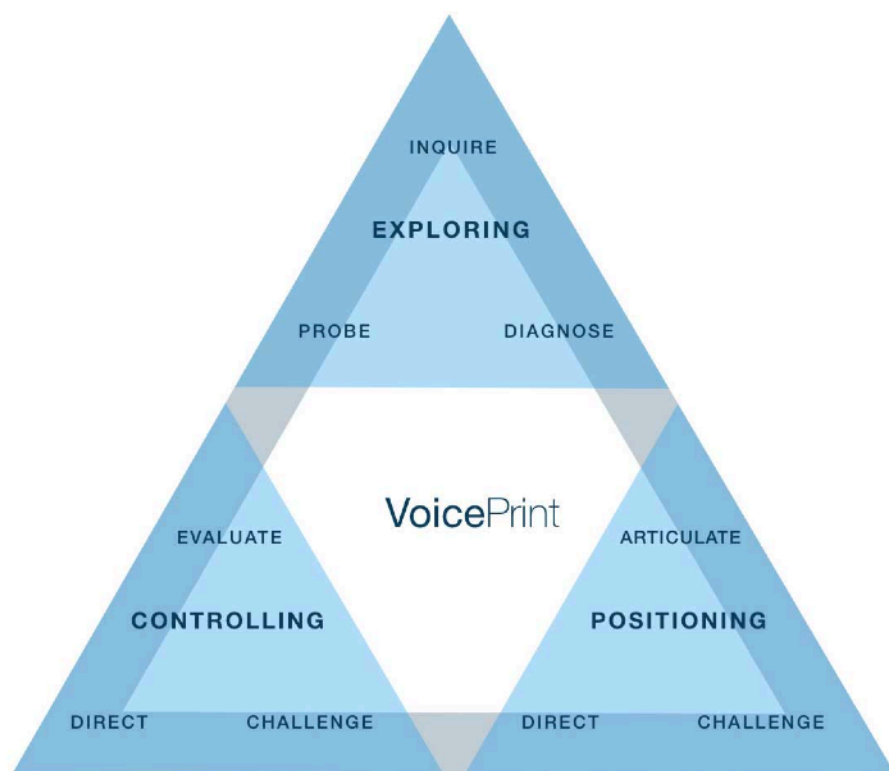 INQUIRE
EXPLORING
PROBE DIAGNOSE
VoicePrint
EVALUATE ARTICULATE
CONTROLLING POSITIONING
DIRECT CHALLENGE DIRECT CHALLENGE